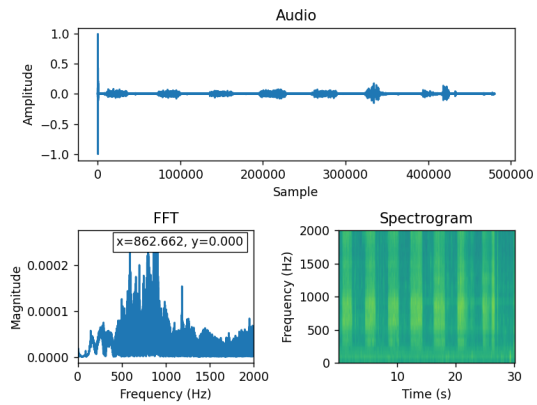 Audio
1.0
0.5
0.0
−0.5
−1.0
Amplitude
0 100000 200000 300000 400000 500000
Sample
FFT
x=862.662, y=0.000
0.0002
0.0001
0.0000
Magnitude
0 500 1000 1500 2000
Frequency (Hz)
Spectrogram
2000
1500
1000
500
0
Frequency (Hz)
10 20 30
Time (s)